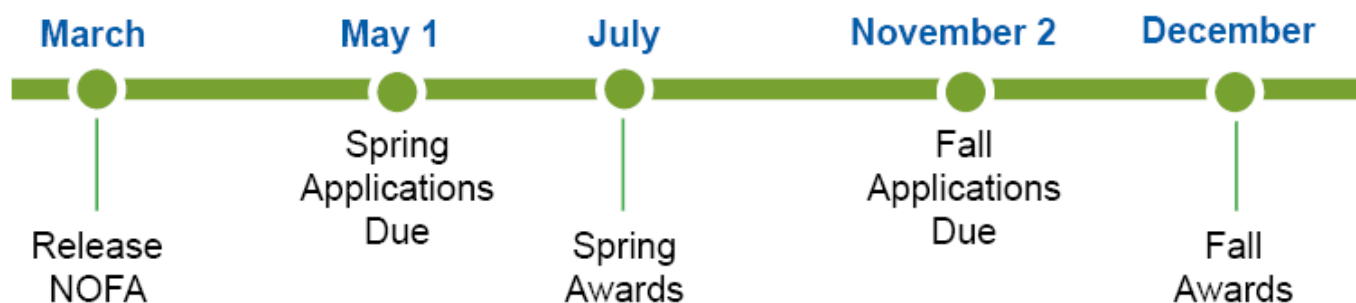 March
May 1
July
November 2
December
Release
NOFA
Spring
Applications
Due
Spring
Awards
Fall
Applications
Due
Fall
Awards